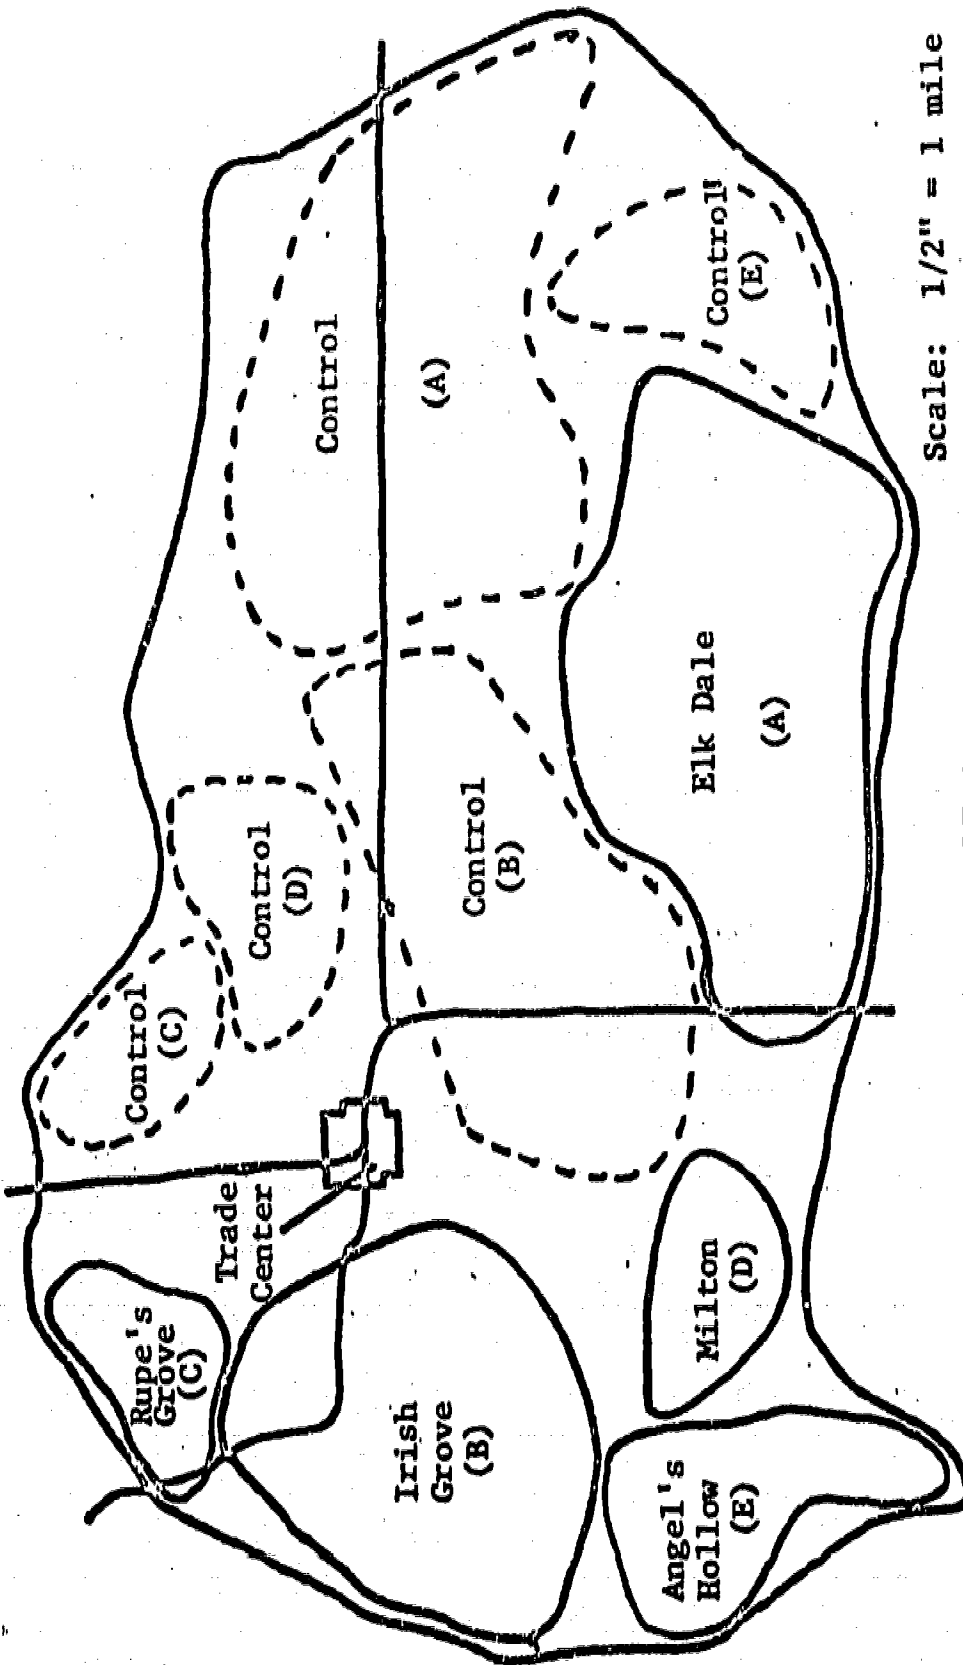 Rupe's
Grove
(C)
Trade
Center
Control
(C)
Control
(D)
Control
(A)
Irish
Grove
(B)
Control
(B)
Angel's
Hollow
(E)
Milton
(D)
Elk Dale
(A)
Control
(E)
Scale: 1/2" = 1 mile